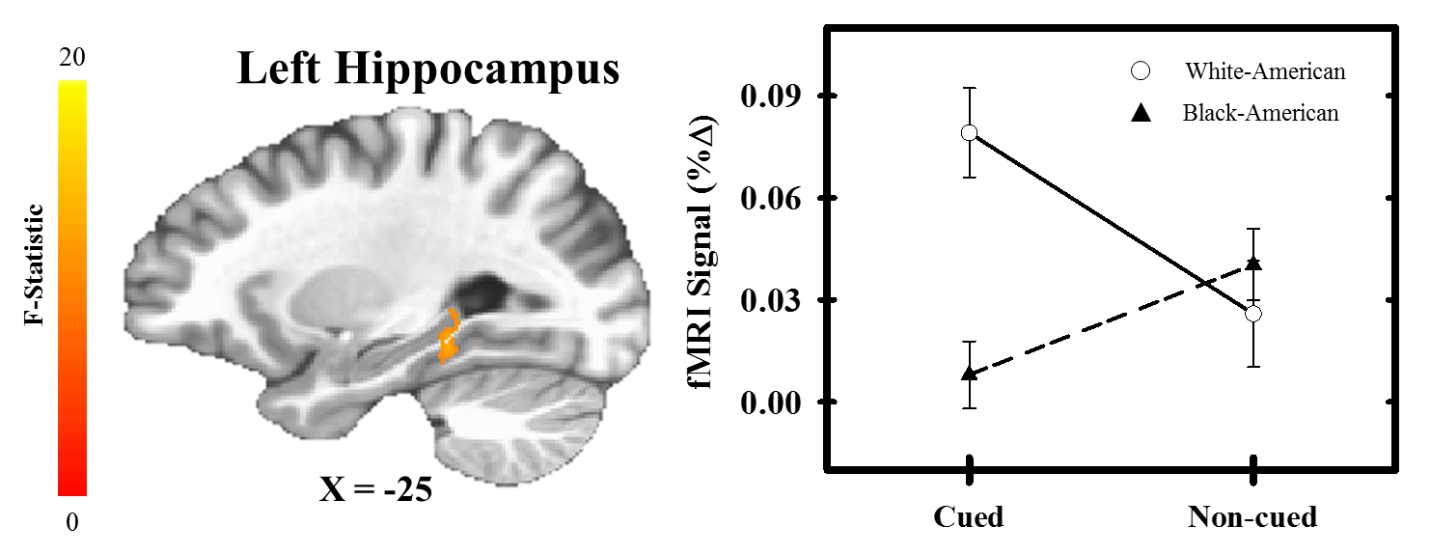 20
F-Statistic
0
Left Hippocampus
X = -25
fMRI Signal (%Δ)
0.09
0.06
0.03
0.00
White-American
Black-American
Cued
Non-cued